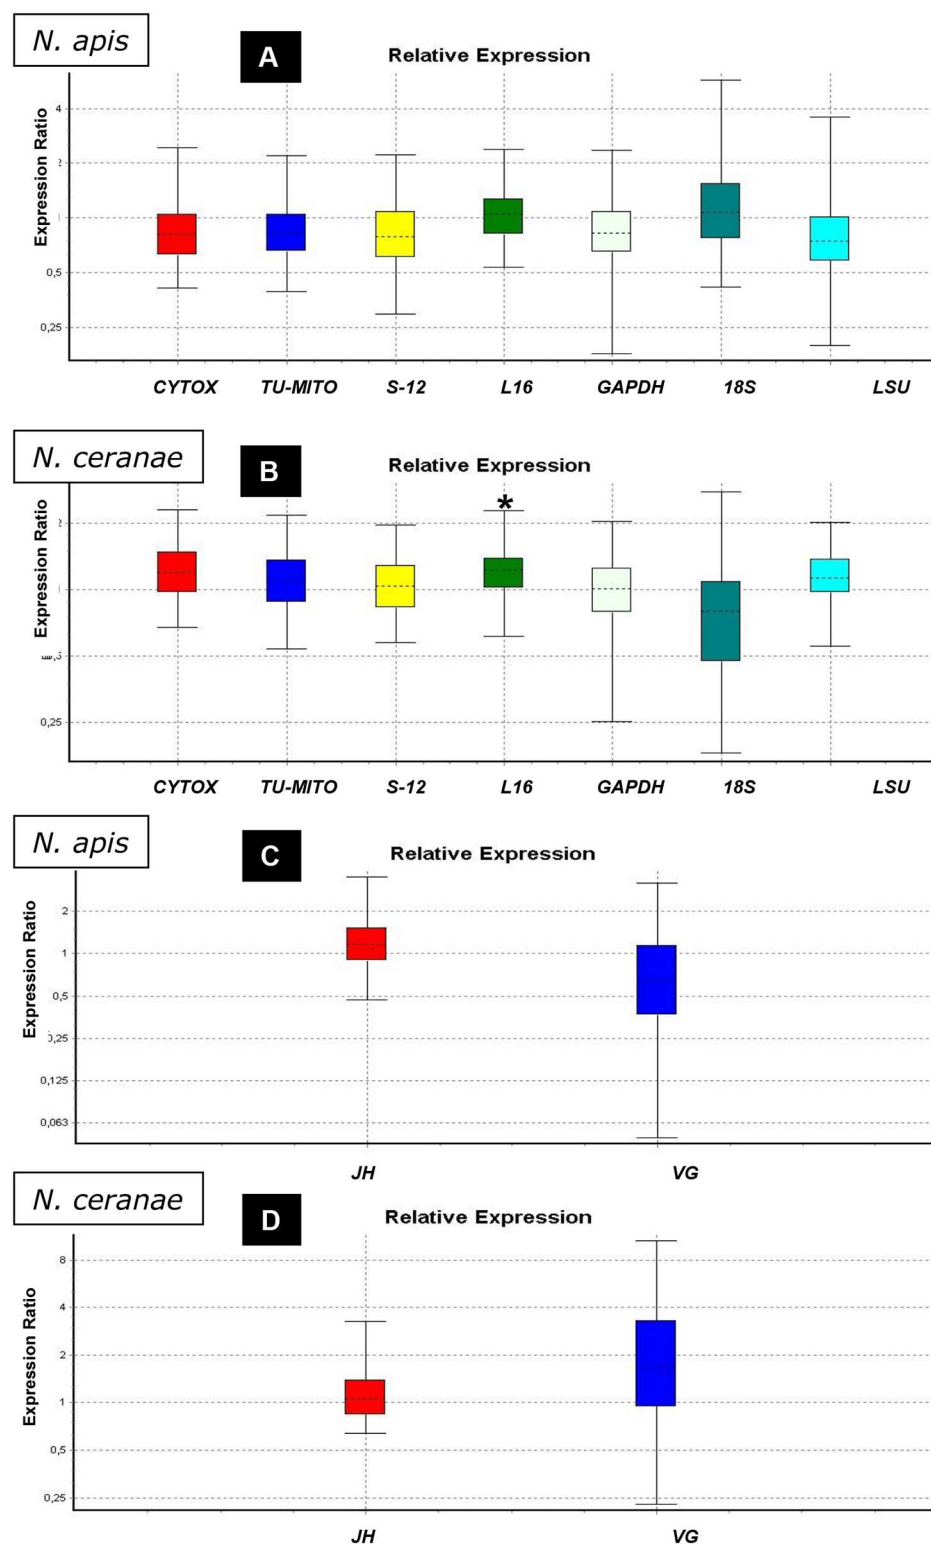 N. apis
A
Relative Expression
Expression Ratio
4
1
0,5
0,25
CYTOX TU-MITO S-12 L16 GAPDH 18S LSU
N. ceranae
B
Relative Expression
*
Expression Ratio
1
0,25
CYTOX TU-MITO S-12 L16 GAPDH 18S LSU
N. apis
C
Relative Expression
Expression Ratio
2
1
0,5
0,25
0,125
0,063
JH VG
N. ceranae
D
Relative Expression
Expression Ratio
8
4
2
1
0,5
0,25
JH VG